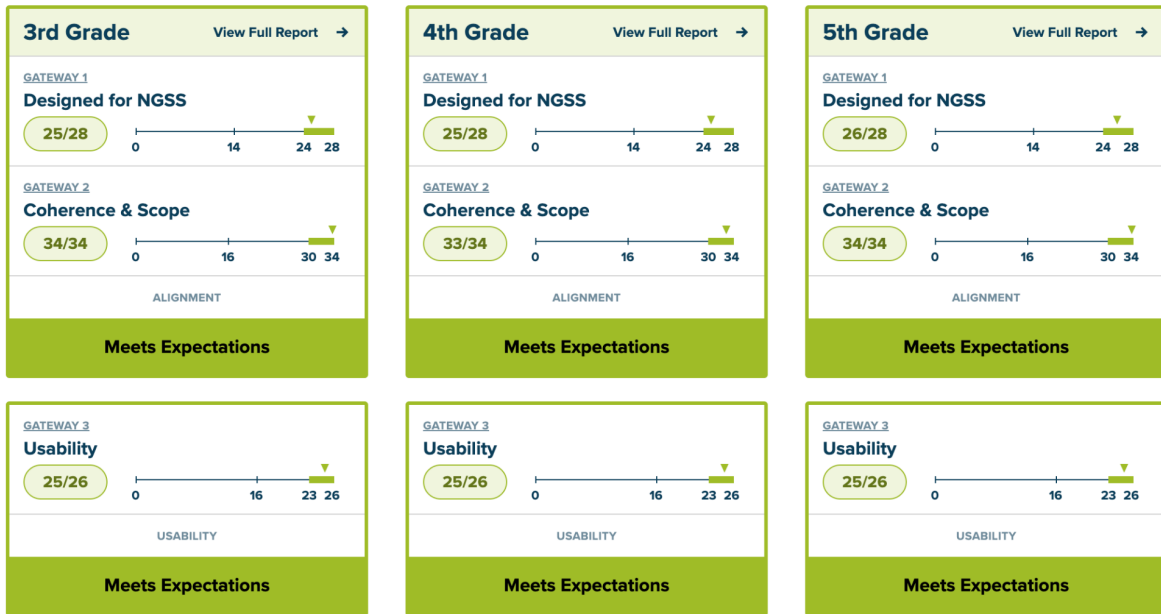 3rd Grade View Full Report →
GATEWAY 1
Designed for NGSS
25/28
0 14 24 28
GATEWAY 2
Coherence & Scope
34/34
0 16 30 34
ALIGNMENT
Meets Expectations
4th Grade View Full Report →
GATEWAY 1
Designed for NGSS
25/28
0 14 24 28
GATEWAY 2
Coherence & Scope
33/34
0 16 30 34
ALIGNMENT
Meets Expectations
5th Grade View Full Report →
GATEWAY 1
Designed for NGSS
26/28
0 14 24 28
GATEWAY 2
Coherence & Scope
34/34
0 16 30 34
ALIGNMENT
Meets Expectations
GATEWAY 3
Usability
25/26
0 16 23 26
USABILITY
Meets Expectations
GATEWAY 3
Usability
25/26
0 16 23 26
USABILITY
Meets Expectations
GATEWAY 3
Usability
25/26
0 16 23 26
USABILITY
Meets Expectations